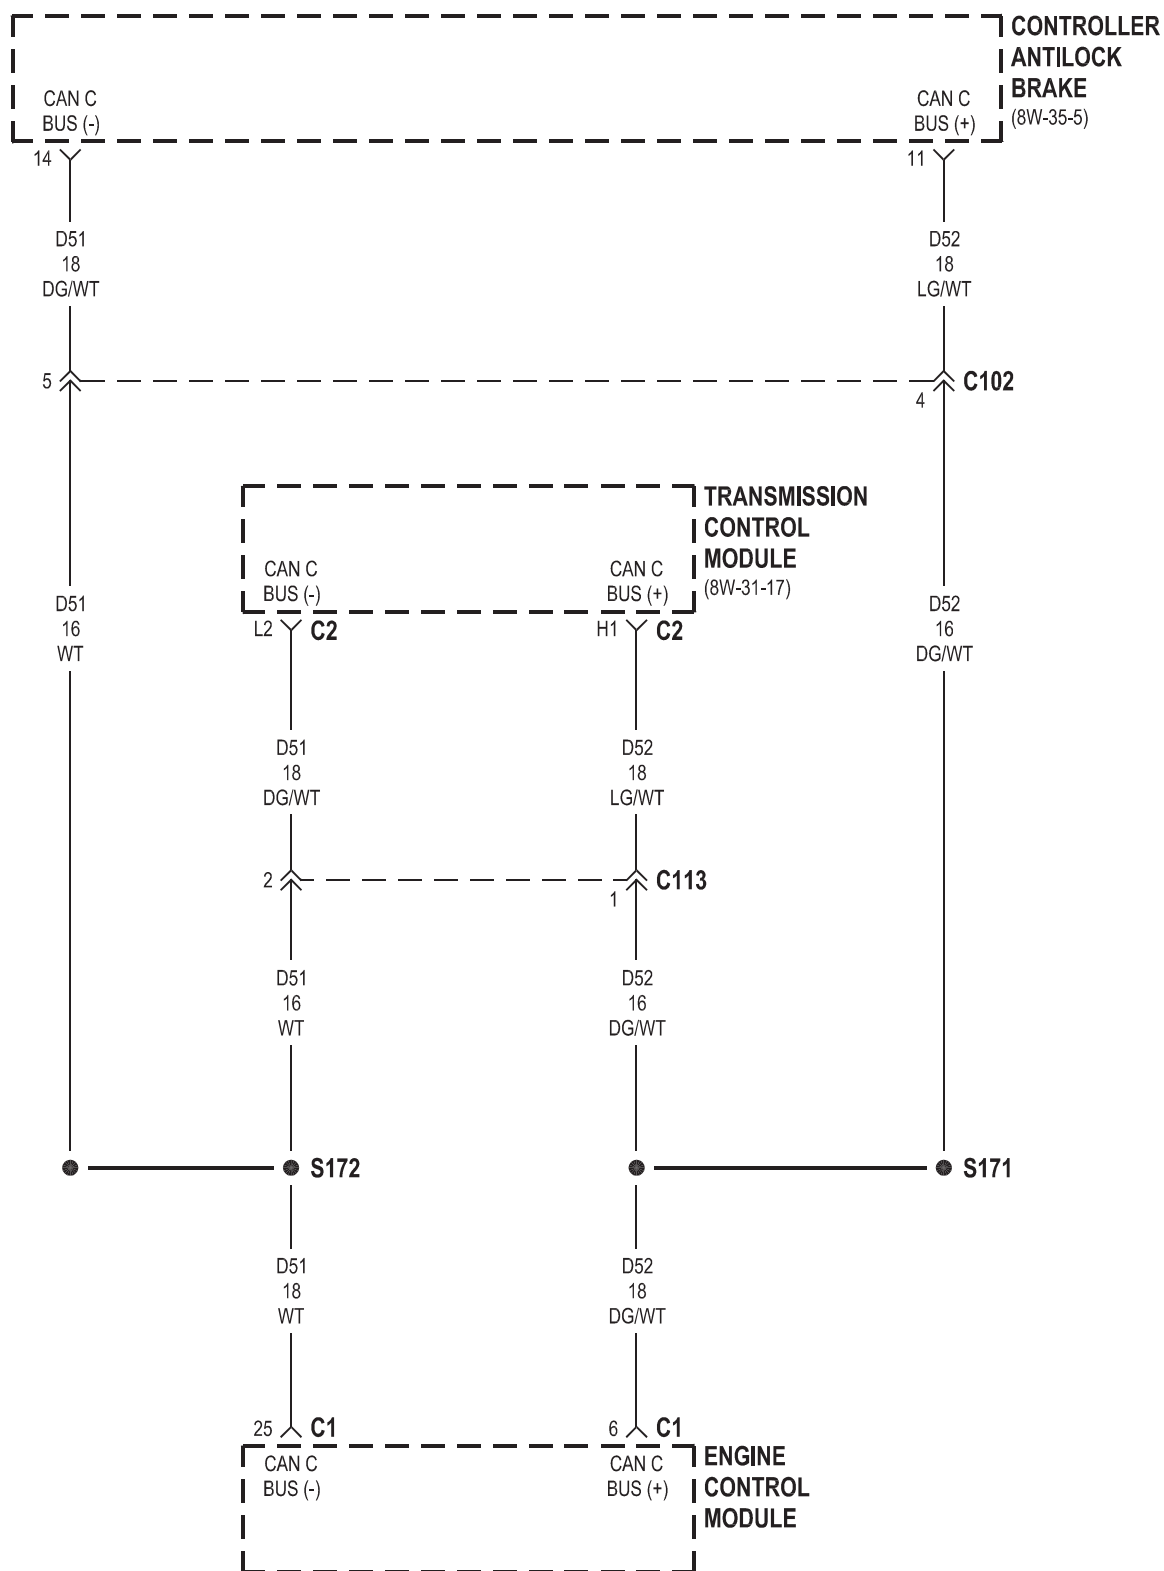 CONTROLLER
ANTILOCK
BRAKE
(8W-35-5)
CAN C
BUS (-)
CAN C
BUS (+)
14
11
D51
18
DG/WT
D52
18
LG/WT
5
4
C102
TRANSMISSION
CONTROL
MODULE
(8W-31-17)
CAN C
BUS (-)
CAN C
BUS (+)
L2
C2
H1
C2
D51
16
WT
D52
16
DG/WT
D51
18
DG/WT
D52
18
LG/WT
2
1
C113
D51
16
WT
D52
16
DG/WT
S172
S171
D51
18
WT
D52
18
DG/WT
25
C1
6
C1
CAN C
BUS (-)
CAN C
BUS (+)
ENGINE
CONTROL
MODULE